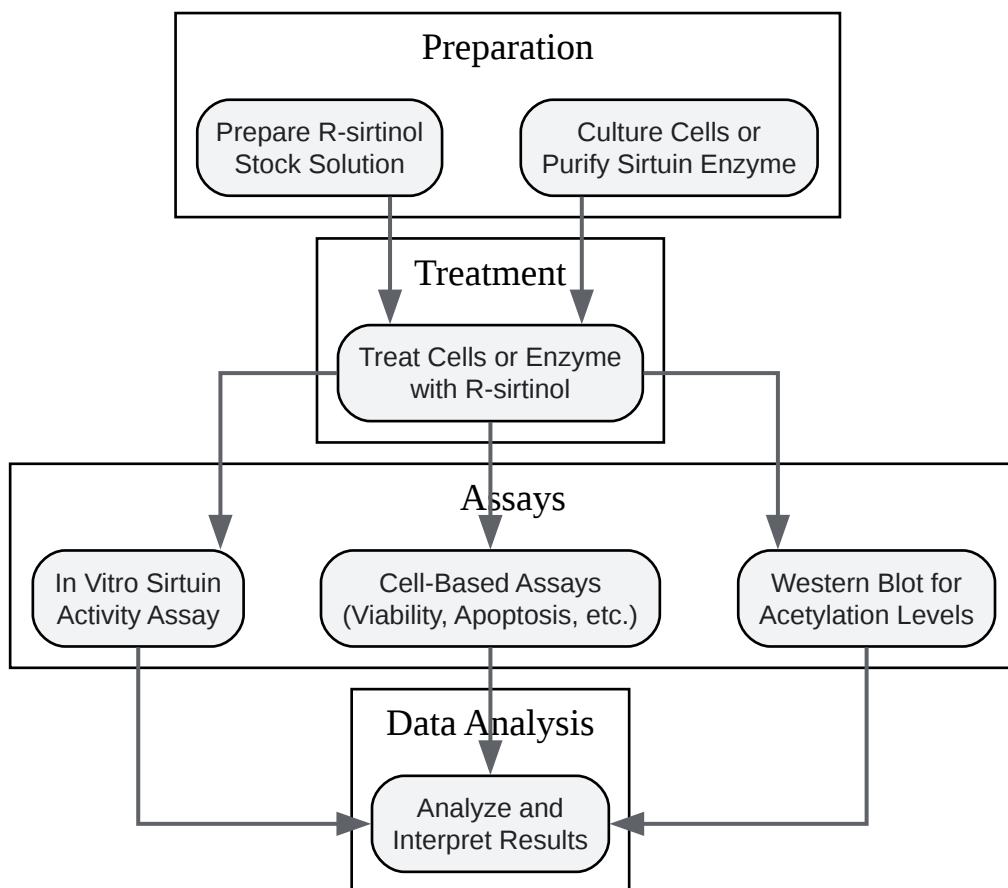 Preparation
Prepare R-sirtinol
Stock Solution
Culture Cells or
Purify Sirtuin Enzyme
Treatment
Treat Cells or Enzyme
with R-sirtinol
Assays
In Vitro Sirtuin
Activity Assay
Cell-Based Assays
(Viability, Apoptosis, etc.)
Western Blot for
Acetylation Levels
Data Analysis
Analyze and
Interpret Results